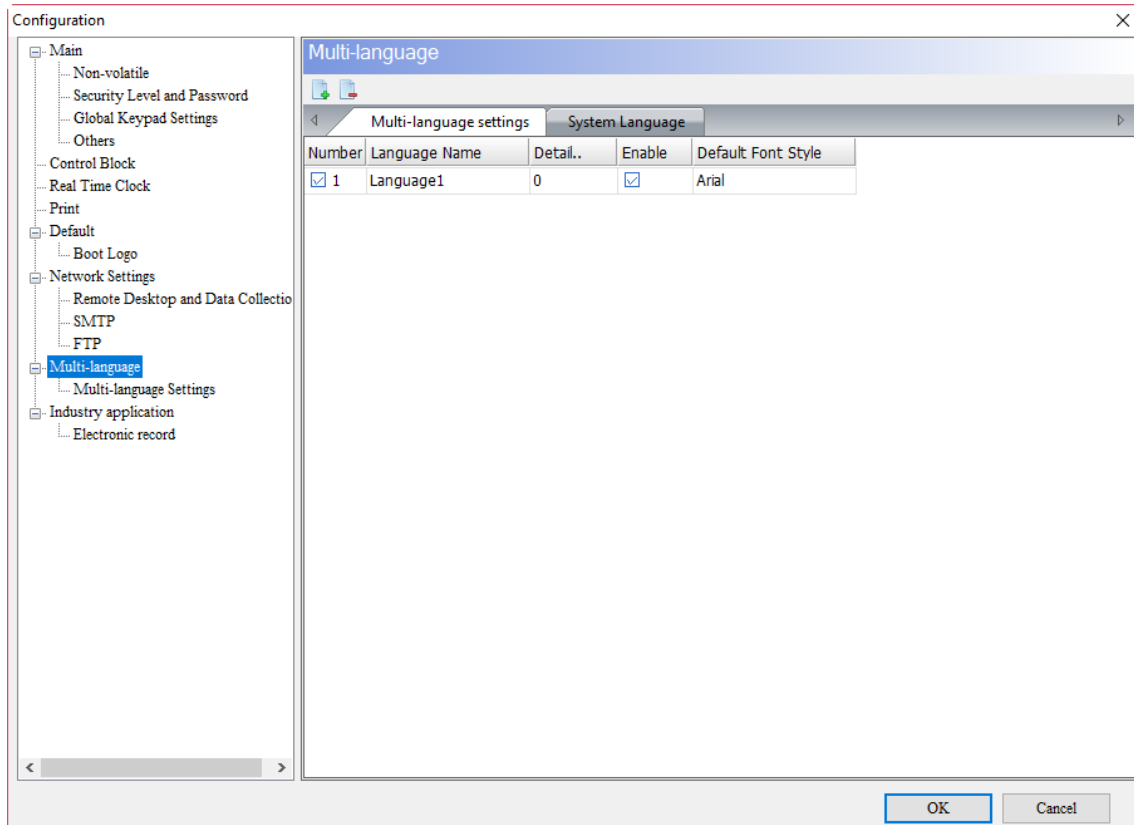 Configuration
Main
Non-volatile
Security Level and Password
Global Keypad Settings
Others
Control Block
Real Time Clock
Print
Default
Boot Logo
Network Settings
Remote Desktop and Data Collectio
SMTP
FTP
Multi-language
Multi-language Settings
Industry application
Electronic record
Multi-language
Multi-language settings System Language
Number Language Name Detail.. Enable Default Font Style
1 Language1 0 Arial
OK Cancel